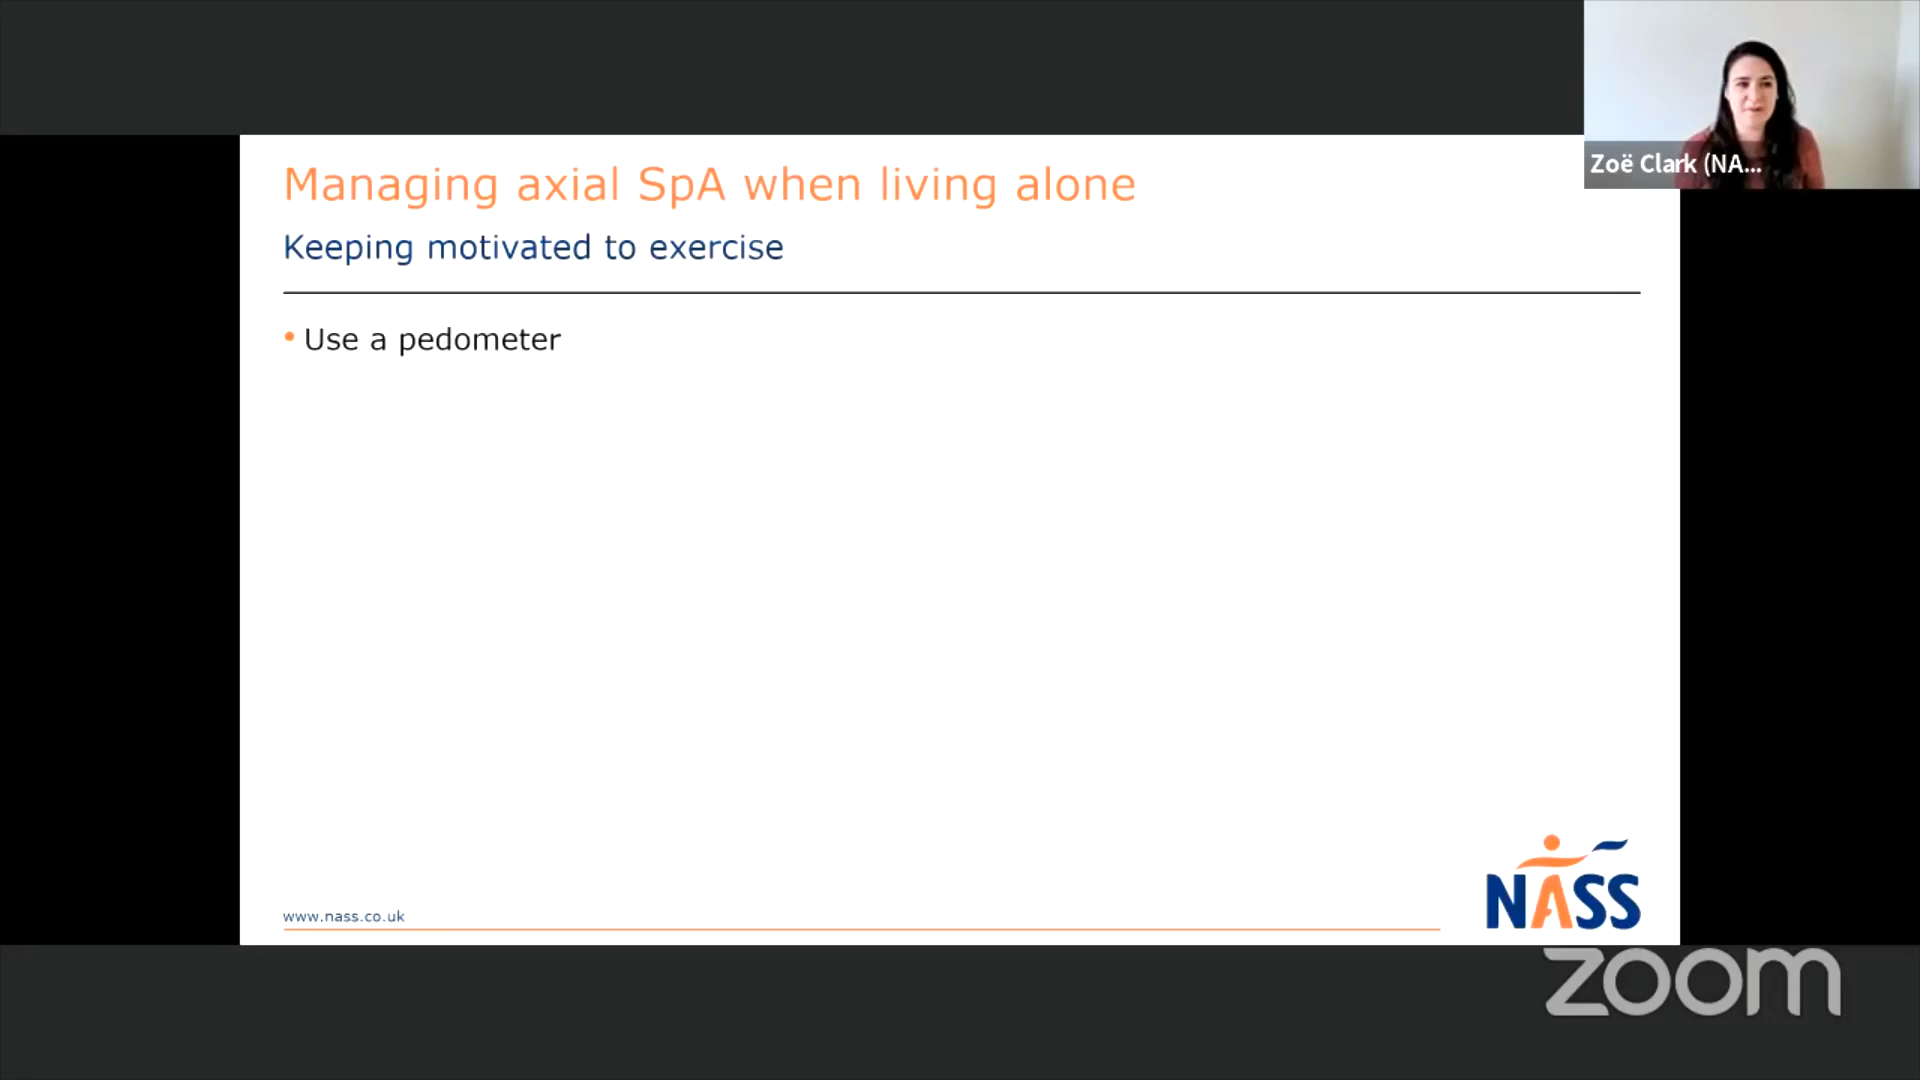 Zoë Clark (NA...
Managing axial SpA when living alone
Keeping motivated to exercise
• Use a pedometer
www.nass.co.uk
NASS
zoom